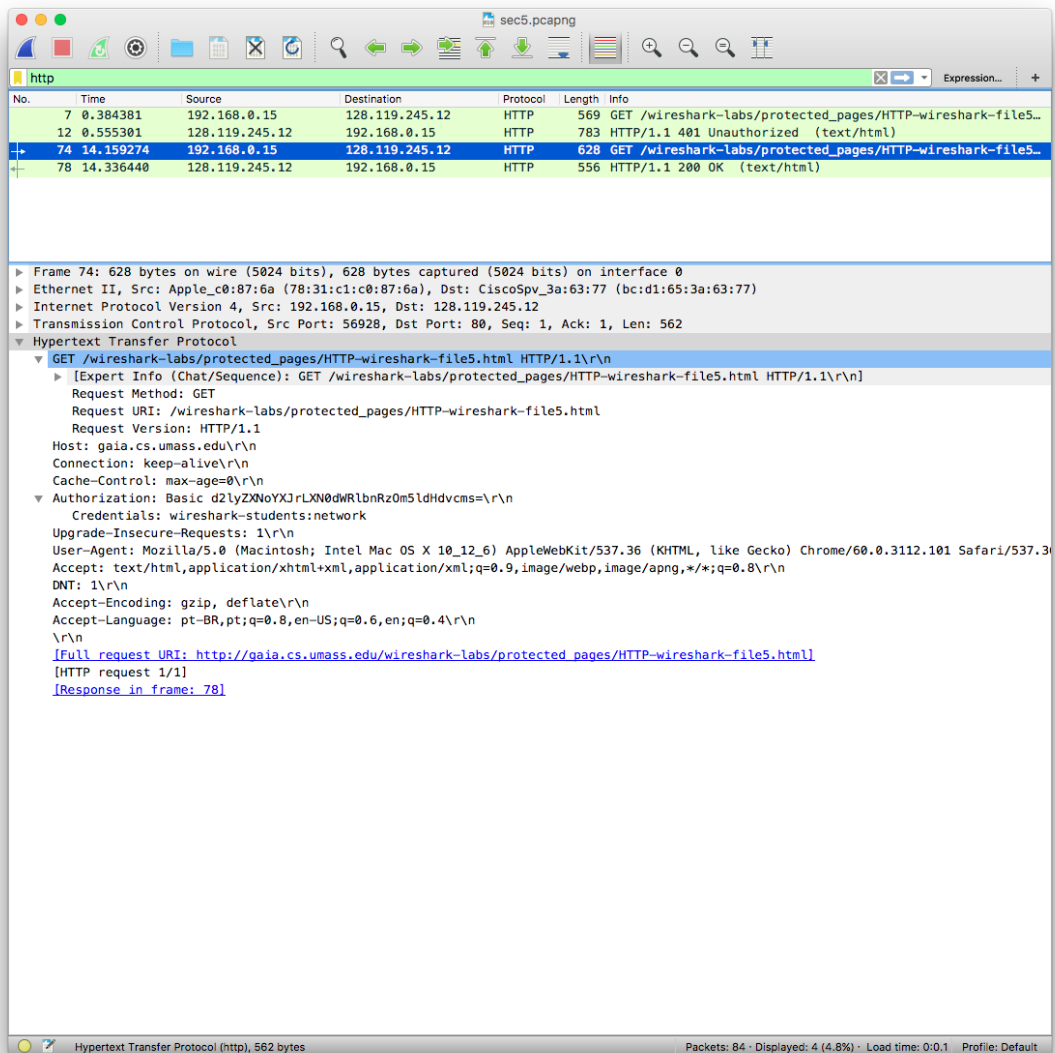 sec5.pcapng
http
Expression...
+
No. Time Source Destination Protocol Length Info
7 0.384381 192.168.0.15 128.119.245.12 HTTP 569 GET /wireshark-labs/protected_pages/HTTP-wireshark-file5…
12 0.555301 128.119.245.12 192.168.0.15 HTTP 783 HTTP/1.1 401 Unauthorized (text/html)
74 14.159274 192.168.0.15 128.119.245.12 HTTP 628 GET /wireshark-labs/protected_pages/HTTP-wireshark-file5…
78 14.336440 128.119.245.12 192.168.0.15 HTTP 556 HTTP/1.1 200 OK (text/html)
Frame 74: 628 bytes on wire (5024 bits), 628 bytes captured (5024 bits) on interface 0
Ethernet II, Src: Apple_c0:87:6a (78:31:c1:c0:87:6a), Dst: CiscoSpv_3a:63:77 (bc:d1:65:3a:63:77)
Internet Protocol Version 4, Src: 192.168.0.15, Dst: 128.119.245.12
Transmission Control Protocol, Src Port: 56928, Dst Port: 80, Seq: 1, Ack: 1, Len: 562
Hypertext Transfer Protocol
GET /wireshark-labs/protected_pages/HTTP-wireshark-file5.html HTTP/1.1\r\n
[Expert Info (Chat/Sequence): GET /wireshark-labs/protected_pages/HTTP-wireshark-file5.html HTTP/1.1\r\n]
Request Method: GET
Request URI: /wireshark-labs/protected_pages/HTTP-wireshark-file5.html
Request Version: HTTP/1.1
Host: gaia.cs.umass.edu\r\n
Connection: keep-alive\r\n
Cache-Control: max-age=0\r\n
Authorization: Basic d2lyZXNoYXJrLXN0dWRlbnRzOm5ldHdvcms=\r\n
Credentials: wireshark-students:network
Upgrade-Insecure-Requests: 1\r\n
User-Agent: Mozilla/5.0 (Macintosh; Intel Mac OS X 10_12_6) AppleWebKit/537.36 (KHTML, like Gecko) Chrome/60.0.3112.101 Safari/537.3
Accept: text/html,application/xhtml+xml,application/xml;q=0.9,image/webp,image/apng,*/*;q=0.8\r\n
DNT: 1\r\n
Accept-Encoding: gzip, deflate\r\n
Accept-Language: pt-BR,pt;q=0.8,en-US;q=0.6,en;q=0.4\r\n
\r\n
[Full request URI: http://gaia.cs.umass.edu/wireshark-labs/protected_pages/HTTP-wireshark-file5.html]
[HTTP request 1/1]
[Response in frame: 78]
Hypertext Transfer Protocol (http), 562 bytes
Packets: 84 · Displayed: 4 (4.8%) · Load time: 0:0.1 Profile: Default